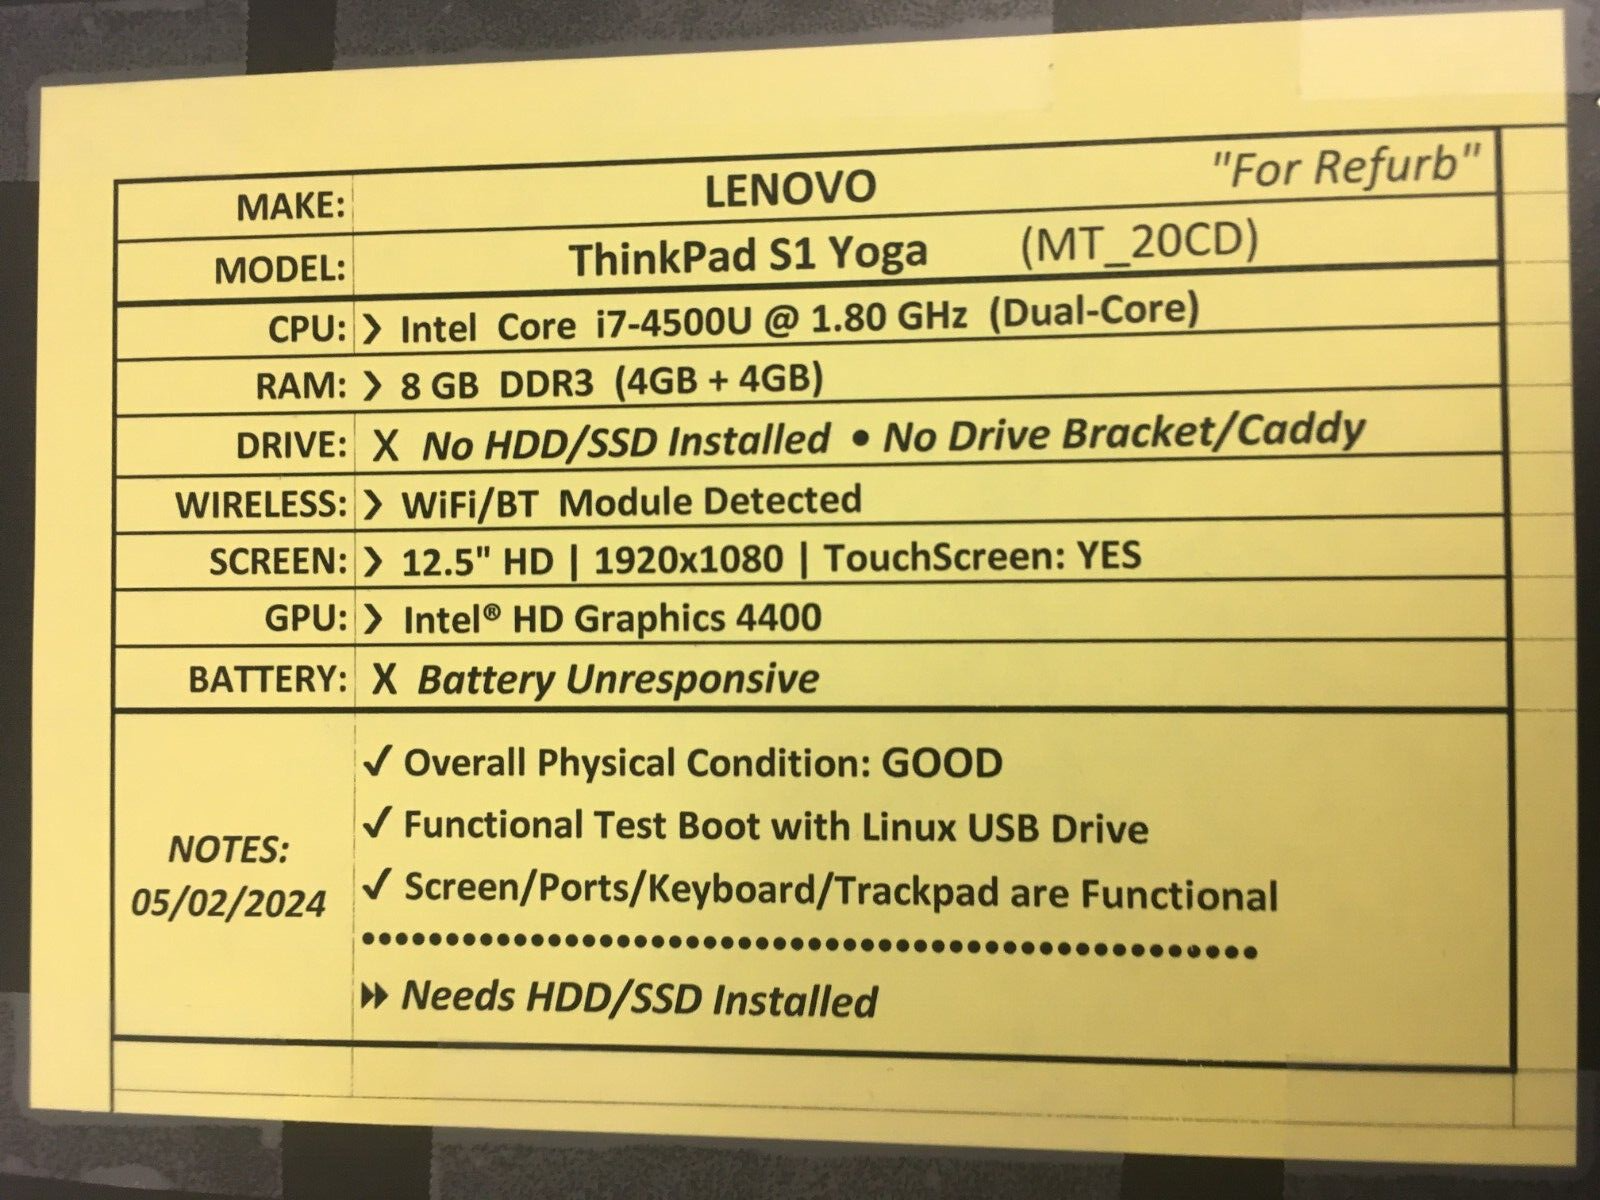 MAKE: LENOVO "For Refurb"
MODEL: ThinkPad S1 Yoga (MT_20CD)
CPU: ❯ Intel Core i7-4500U @ 1.80 GHz (Dual-Core)
RAM: ❯ 8 GB DDR3 (4GB + 4GB)
DRIVE: X No HDD/SSD Installed • No Drive Bracket/Caddy
WIRELESS: ❯ WiFi/BT Module Detected
SCREEN: ❯ 12.5" HD | 1920x1080 | TouchScreen: YES
GPU: ❯ Intel® HD Graphics 4400
BATTERY: X Battery Unresponsive
NOTES:
05/02/2024
✓ Overall Physical Condition: GOOD
✓ Functional Test Boot with Linux USB Drive
✓ Screen/Ports/Keyboard/Trackpad are Functional
••••••••••••••••••••••••••••••••••••••••••••••••••••••••••••••••
▸▸ Needs HDD/SSD Installed